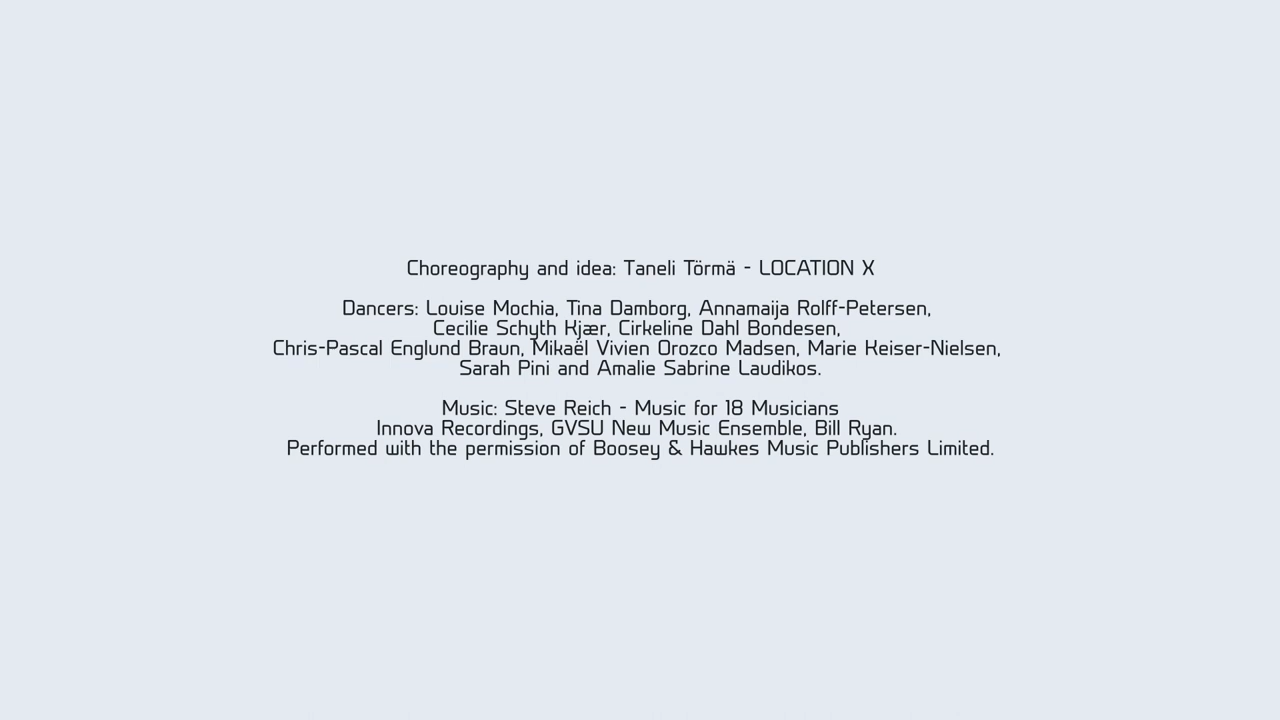 Choreography and idea: Taneli Törmä - LOCATION X
Dancers: Louise Mochia, Tina Damborg, Annamaija Rolff-Petersen,
Cecilie Schyth Kjær, Cirkeline Dahl Bondesen,
Chris-Pascal Englund Braun, Mikaël Vivien Orozco Madsen, Marie Keiser-Nielsen,
Sarah Pini and Amalie Sabrine Laudikos.
Music: Steve Reich - Music for 18 Musicians
Innova Recordings, GVSU New Music Ensemble, Bill Ryan.
Performed with the permission of Boosey & Hawkes Music Publishers Limited.